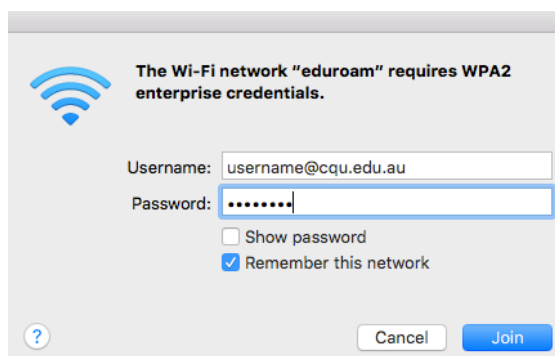 The Wi-Fi network “eduroam” requires WPA2
enterprise credentials.
Username: username@cqu.edu.au
Password: ••••••••
Show password
Remember this network
? Cancel Join